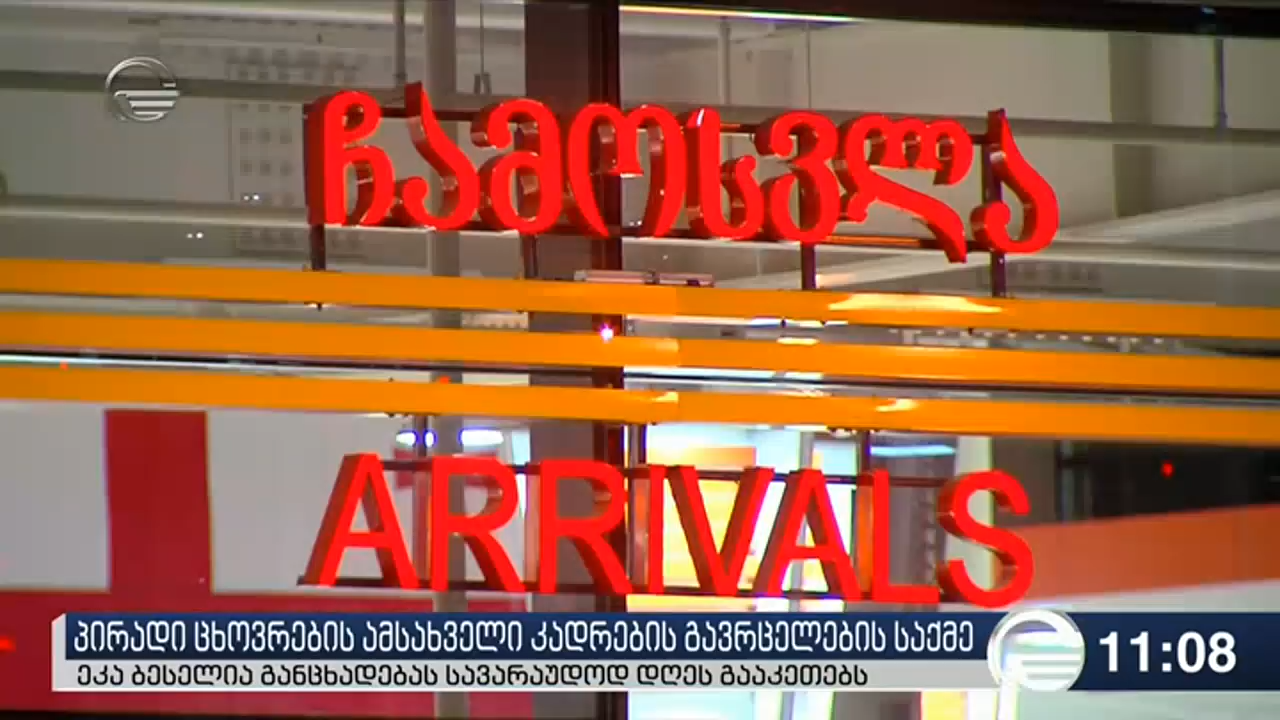 ჩამოსვლა
ARRIVALS
პირადი ცხოვრების ამსახველი კადრების გავრცელების საქმე
ეკა ბესელია განცხადებას სავარაუდოდ დღეს გააკეთებს
11:08